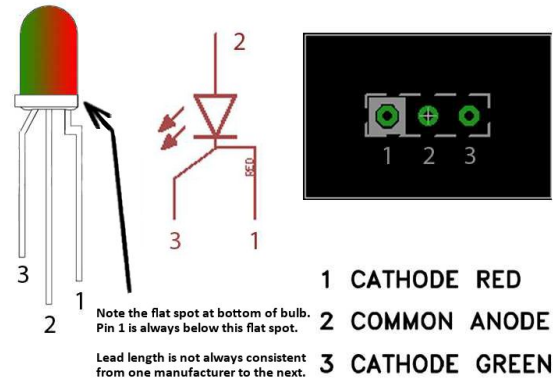 2
RED
3
1
1 2 3
3
2
1
Note the flat spot at bottom of bulb.
Pin 1 is always below this flat spot.
Lead length is not always consistent
from one manufacturer to the next.
1 CATHODE RED
2 COMMON ANODE
3 CATHODE GREEN